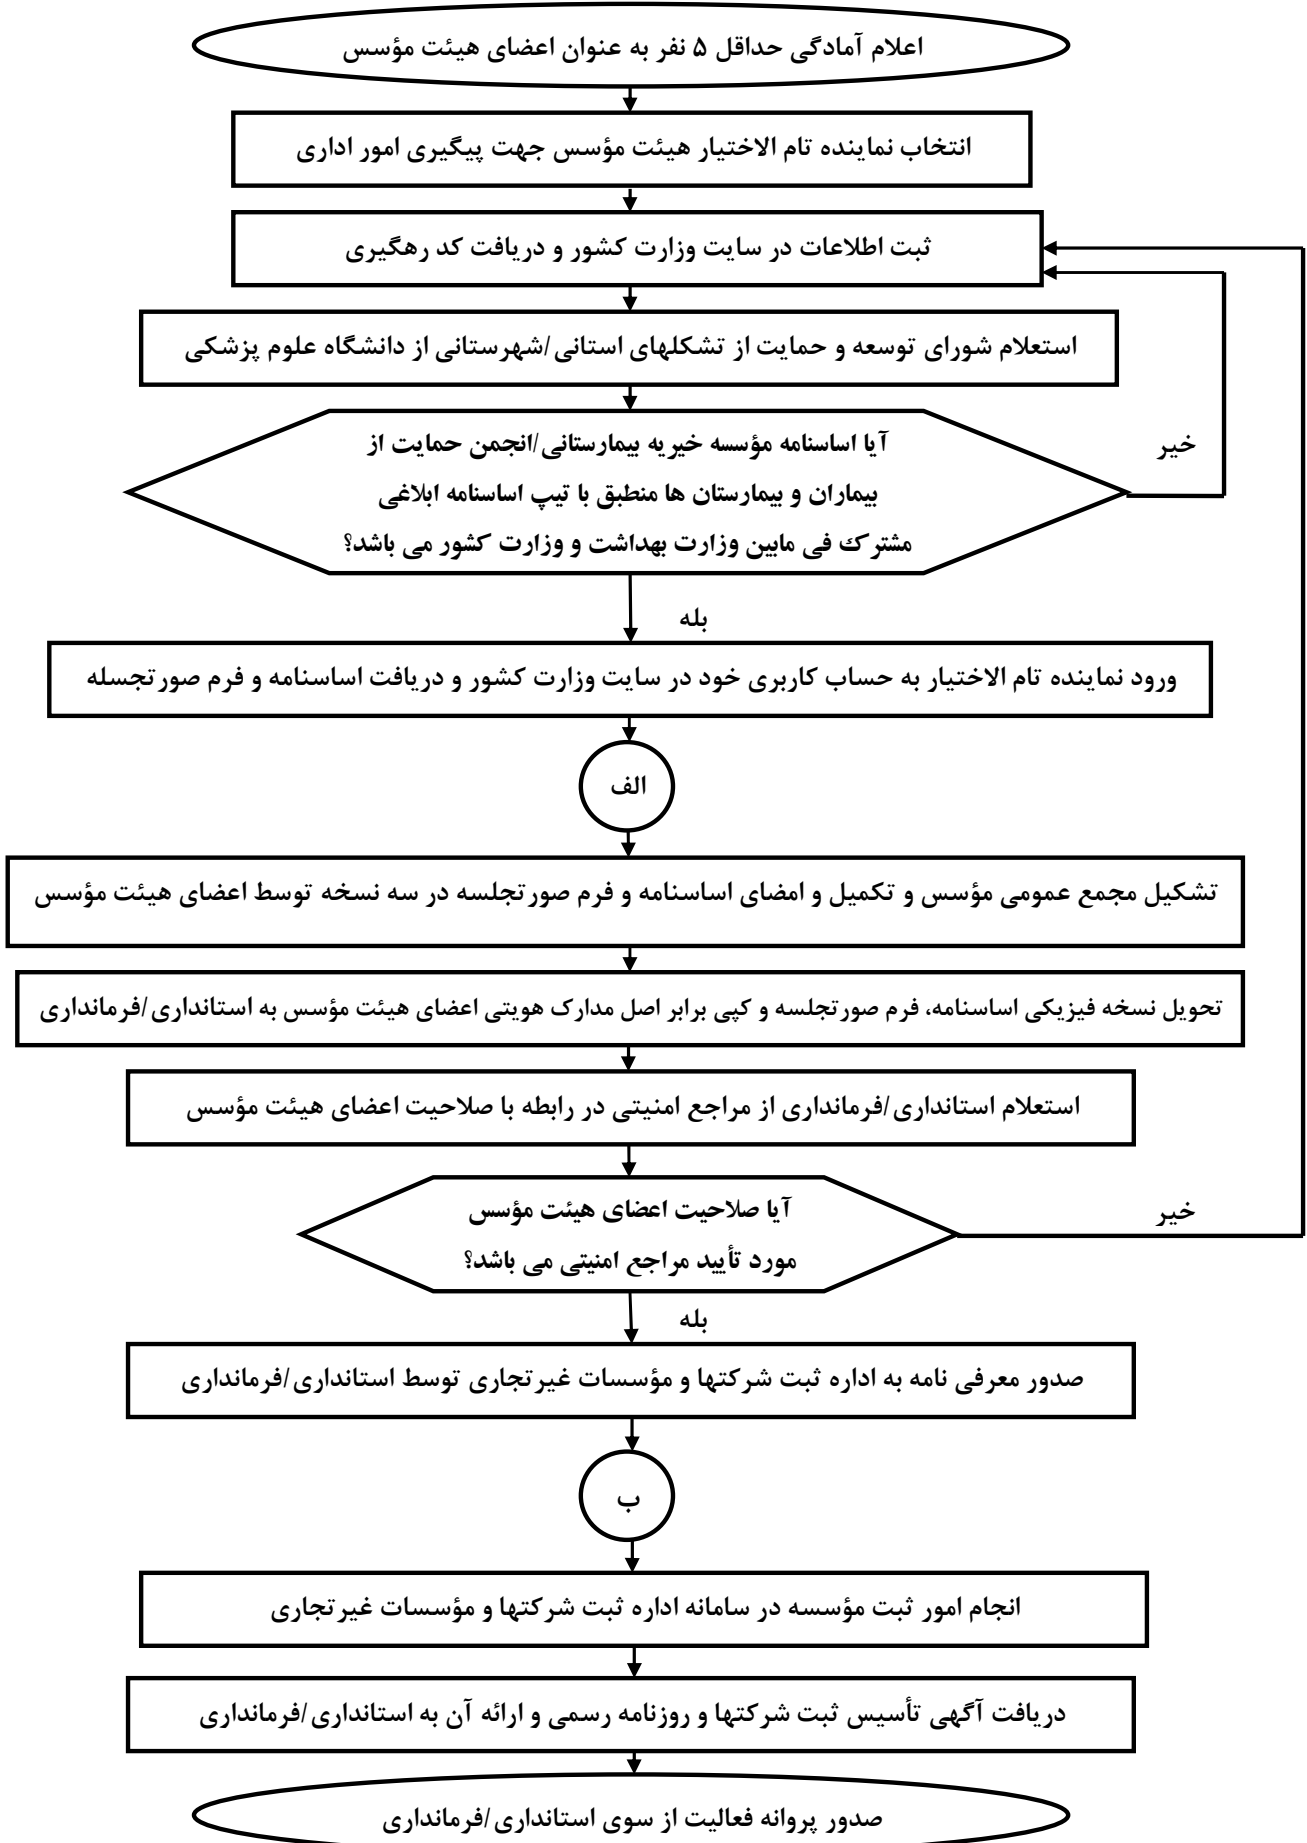 اعلام آمادگی حداقل ۵ نفر به عنوان اعضای هیئت مؤسس
انتخاب نماینده تام الاختیار هیئت مؤسس جهت پیگیری امور اداری
ثبت اطلاعات در سایت وزارت کشور و دریافت کد رهگیری
استعلام شورای توسعه و حمایت از تشکلهای استانی/شهرستانی از دانشگاه علوم پزشکی
آیا اساسنامه مؤسسه خیریه بیمارستانی/انجمن حمایت از
بیماران و بیمارستان ها منطبق با تیپ اساسنامه ابلاغی
مشترک فی مابین وزارت بهداشت و وزارت کشور می باشد؟
خیر
بله
ورود نماینده تام الاختیار به حساب کاربری خود در سایت وزارت کشور و دریافت اساسنامه و فرم صورتجسله
الف
تشکیل مجمع عمومی مؤسس و تکمیل و امضای اساسنامه و فرم صورتجلسه در سه نسخه توسط اعضای هیئت مؤسس
تحویل نسخه فیزیکی اساسنامه، فرم صورتجلسه و کپی برابر اصل مدارک هویتی اعضای هیئت مؤسس به استانداری/فرمانداری
استعلام استانداری/فرمانداری از مراجع امنیتی در رابطه با صلاحیت اعضای هیئت مؤسس
آیا صلاحیت اعضای هیئت مؤسس
مورد تأیید مراجع امنیتی می باشد؟
خیر
بله
صدور معرفی نامه به اداره ثبت شرکتها و مؤسسات غیرتجاری توسط استانداری/فرمانداری
ب
انجام امور ثبت مؤسسه در سامانه اداره ثبت شرکتها و مؤسسات غیرتجاری
دریافت آگهی تأسیس ثبت شرکتها و روزنامه رسمی و ارائه آن به استانداری/فرمانداری
صدور پروانه فعالیت از سوی استانداری/فرمانداری